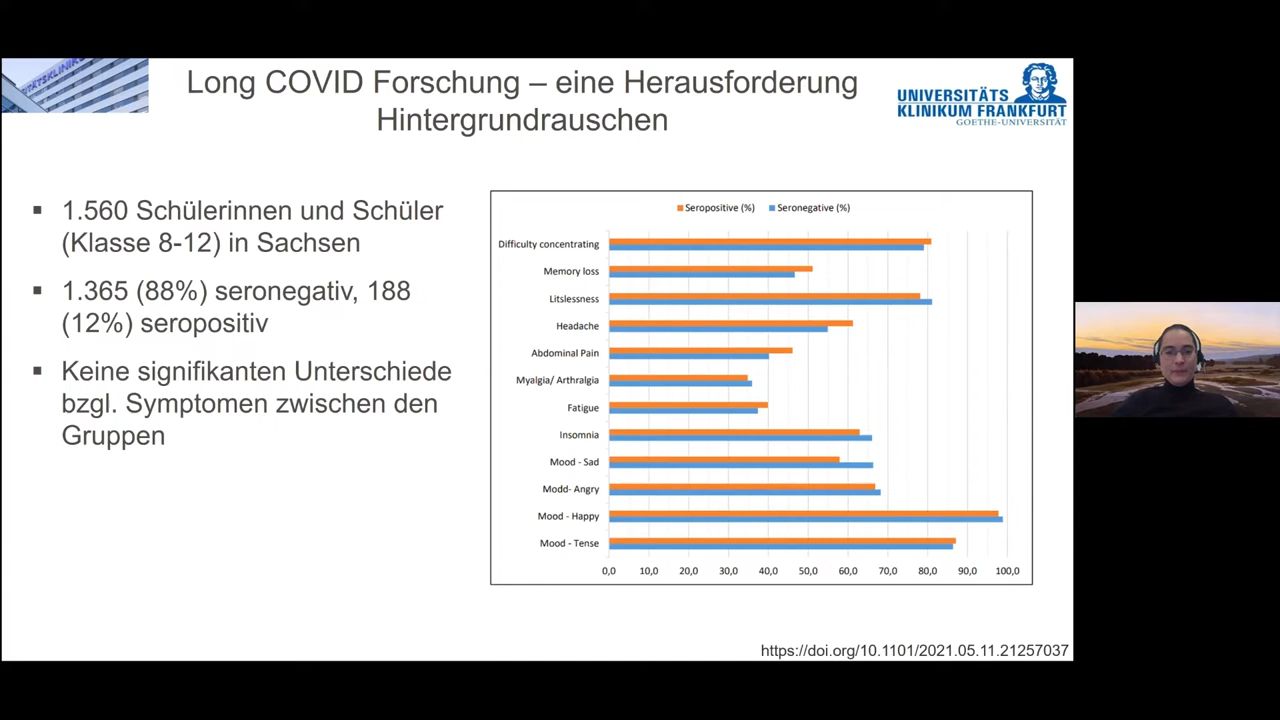 ITÄTSKLINIKUM
Long COVID Forschung – eine Herausforderung
Hintergrundrauschen
UNIVERSITÄTS
KLINIKUM FRANKFURT
GOETHE-UNIVERSITÄT
▪ 1.560 Schülerinnen und Schüler
(Klasse 8-12) in Sachsen
▪ 1.365 (88%) seronegativ, 188
(12%) seropositiv
▪ Keine signifikanten Unterschiede
bzgl. Symptomen zwischen den
Gruppen
Seropositive (%) Seronegative (%)
Difficulty concentrating
Memory loss
Litslessness
Headache
Abdominal Pain
Myalgia/ Arthralgia
Fatigue
Insomnia
Mood - Sad
Modd- Angry
Mood - Happy
Mood - Tense
0,0 10,0 20,0 30,0 40,0 50,0 60,0 70,0 80,0 90,0 100,0
https://doi.org/10.1101/2021.05.11.21257037